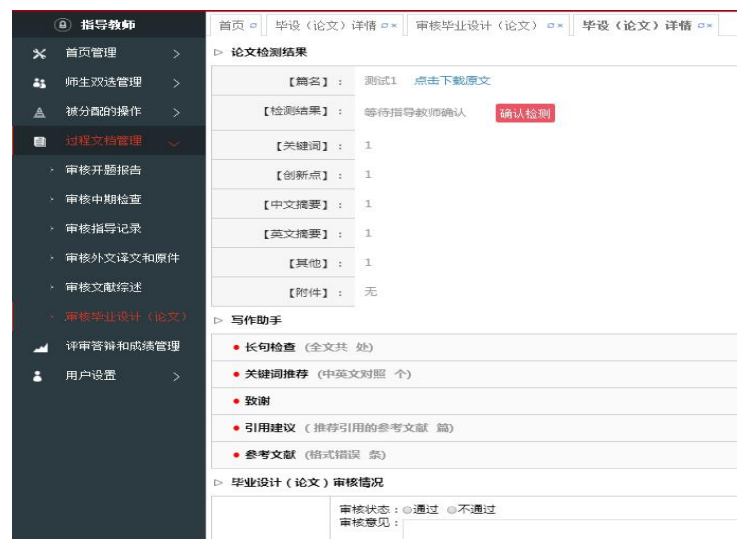 指导教师
首页 毕设（论文）详情 审核毕业设计（论文） 毕设（论文）详情
首页管理
师生双选管理
被分配的操作
过程文档管理
审核开题报告
审核中期检查
审核指导记录
审核外文译文和原件
审核文献综述
审核毕业设计（论文）
评审答辩和成绩管理
用户设置
论文检测结果
【篇名】： 测试1 点击下载原文
【检测结果】： 等待指导教师确认 确认检测
【关键词】： 1
【创新点】： 1
【中文摘要】： 1
【英文摘要】： 1
【其他】： 1
【附件】： 无
写作助手
长句检查 (全文共 处)
关键词推荐 (中英文对照 个)
致谢
引用建议 ( 推荐引用的参考文献 篇)
参考文献 (格式错误 条)
毕业设计 ( 论文 ) 审核情况
审核状态：通过 不通过
审核意见：